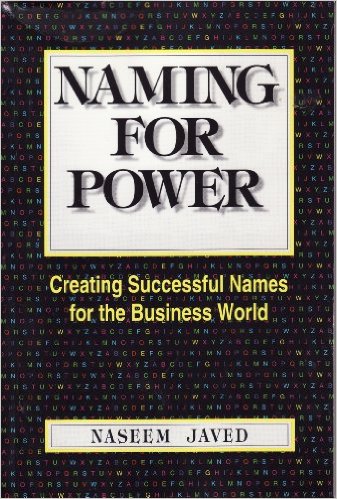 NAMING
FOR
POWER
Creating Successful Names
for the Business World
NASEEM JAVED